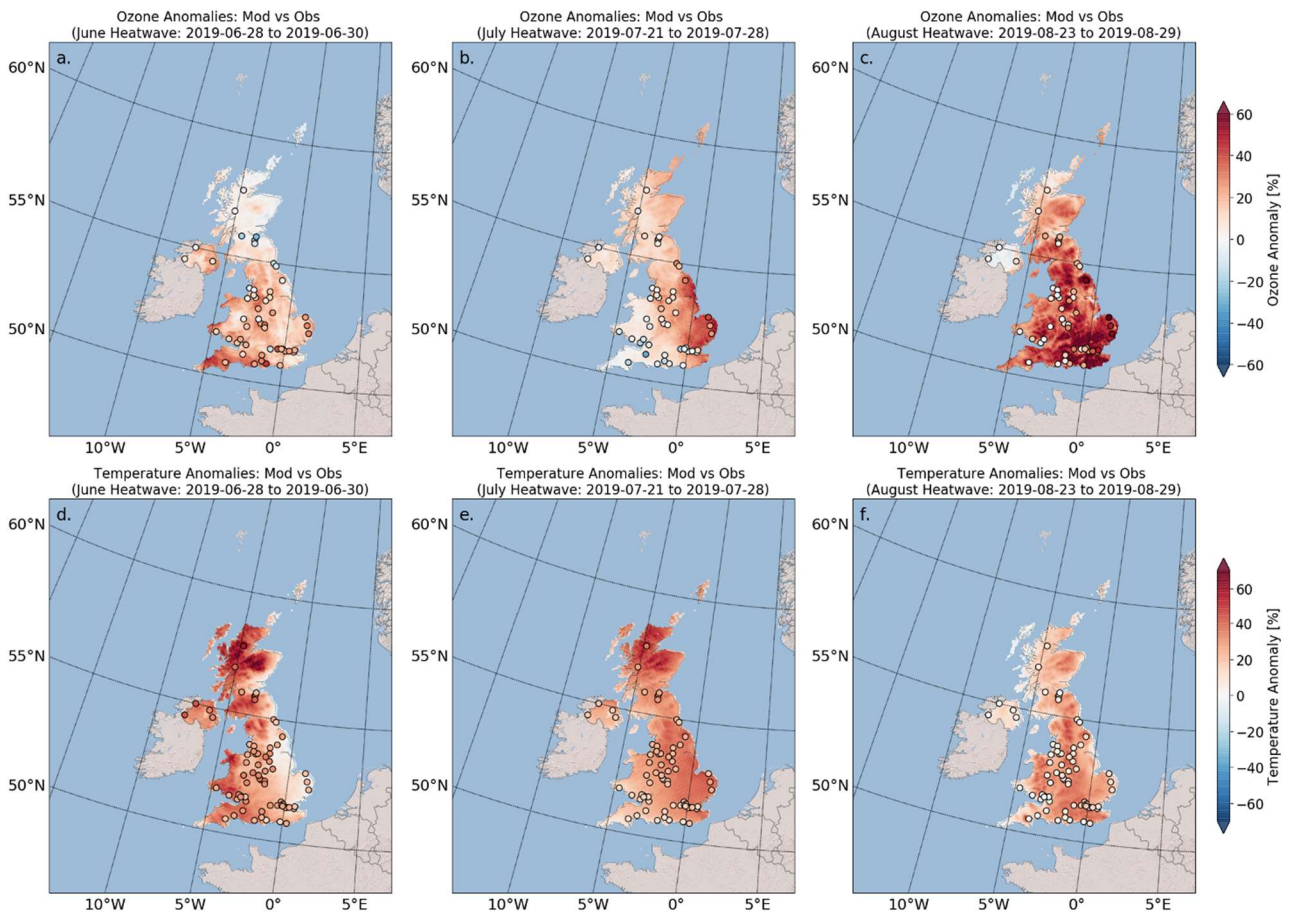 Ozone Anomalies: Mod vs Obs
(June Heatwave: 2019-06-28 to 2019-06-30)
Ozone Anomalies: Mod vs Obs
(July Heatwave: 2019-07-21 to 2019-07-28)
Ozone Anomalies: Mod vs Obs
(August Heatwave: 2019-08-23 to 2019-08-29)
a.
b.
c.
60°N
55°N
50°N
10°W 5°W 0° 5°E
60°N
55°N
50°N
10°W 5°W 0° 5°E
60°N
55°N
50°N
5°W 0° 5°E
60
40
20
0
−20
−40
−60
Ozone Anomaly [%]
Temperature Anomalies: Mod vs Obs
(June Heatwave: 2019-06-28 to 2019-06-30)
Temperature Anomalies: Mod vs Obs
(July Heatwave: 2019-07-21 to 2019-07-28)
Temperature Anomalies: Mod vs Obs
(August Heatwave: 2019-08-23 to 2019-08-29)
d.
e.
f.
60°N
55°N
50°N
10°W 5°W 0° 5°E
60°N
55°N
50°N
10°W 5°W 0° 5°E
60°N
55°N
50°N
10°W 5°W 0° 5°E
60
40
20
0
−20
−40
−60
Temperature Anomaly [%]